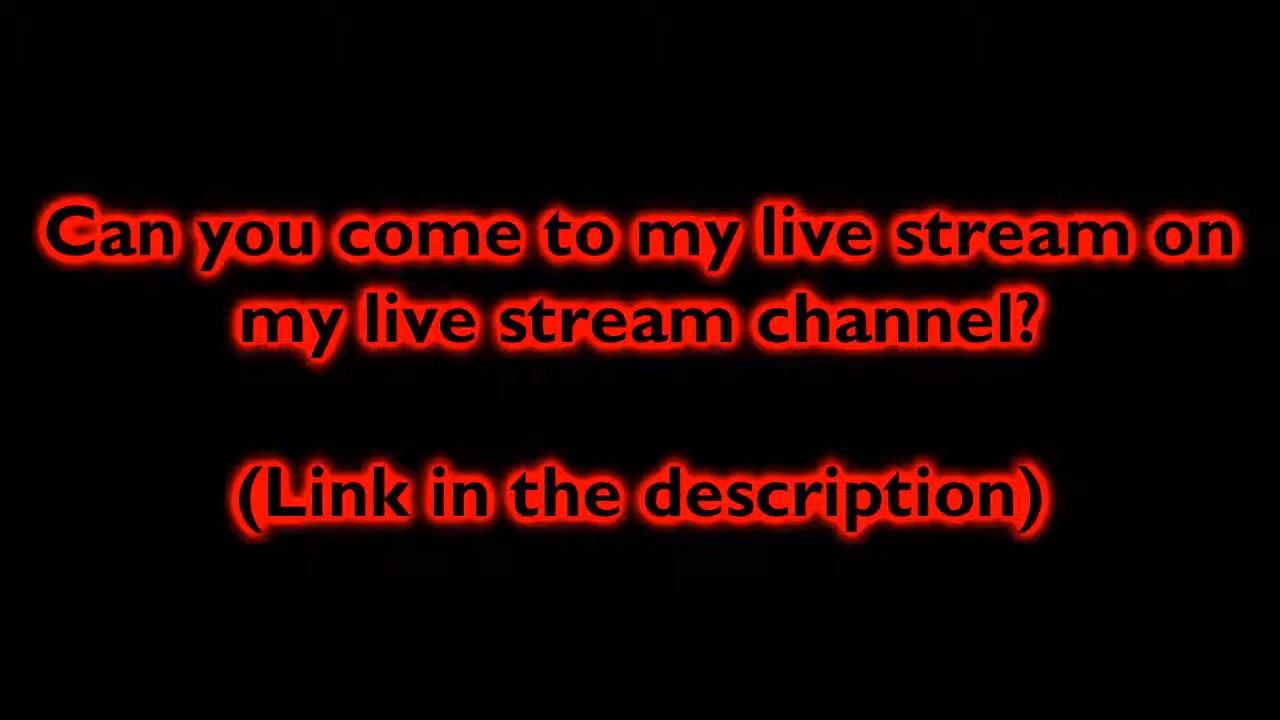 Can you come to my live stream on
my live stream channel?
(Link in the description)